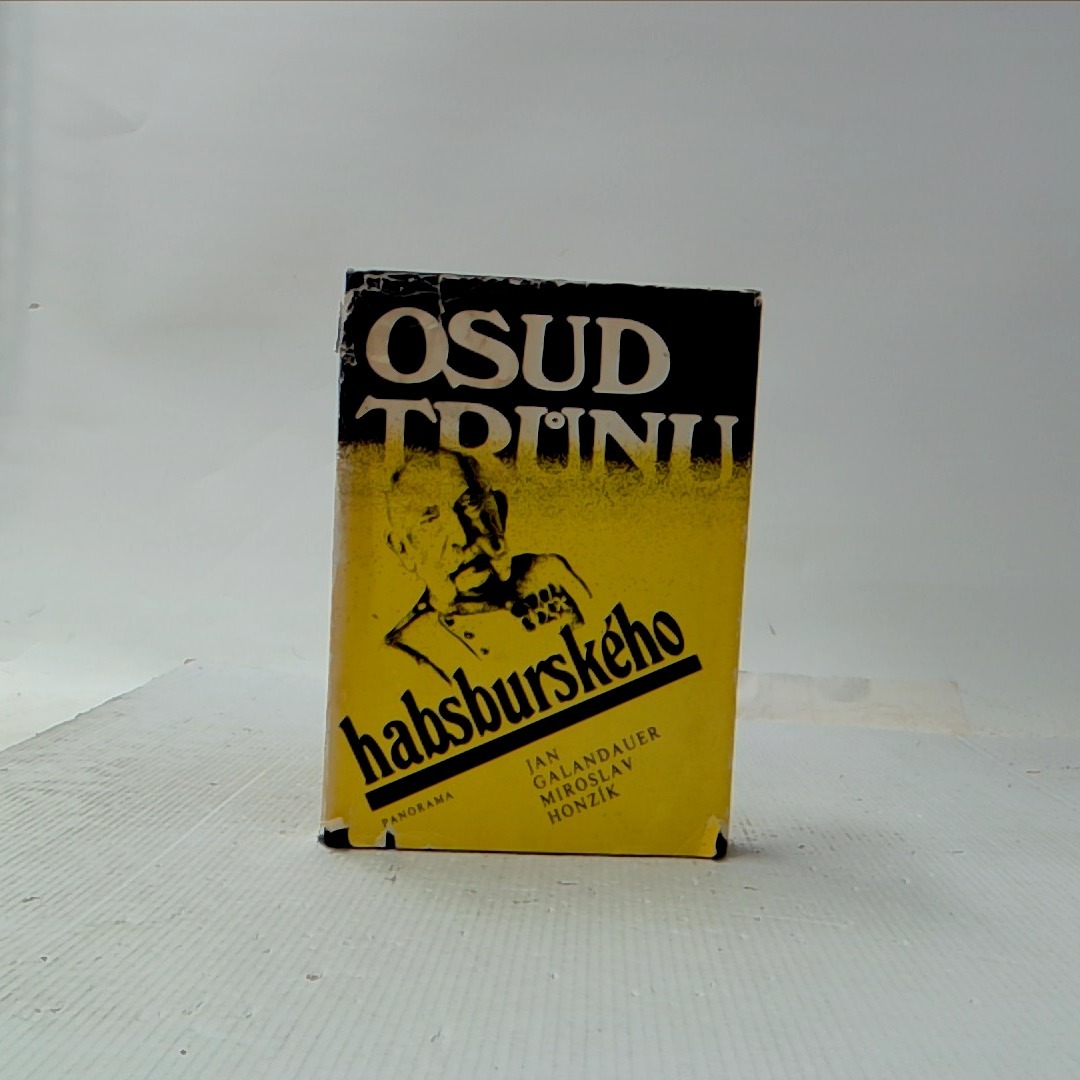 OSUD
TRŮNU
habsburského
JAN
GALANDAUER
MIROSLAV
HONZÍK
PANORAMA